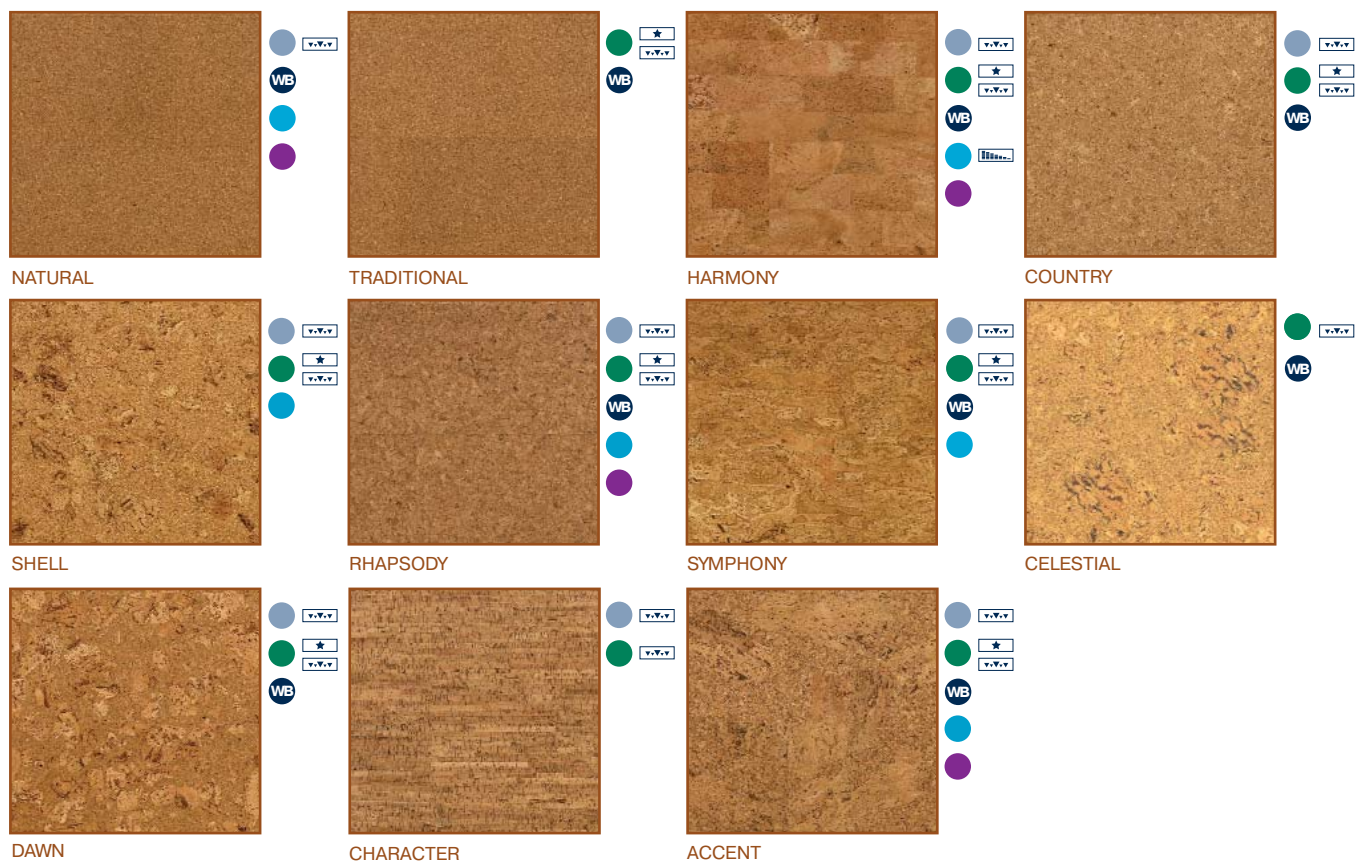 WB
NATURAL
WB
TRADITIONAL
WB
HARMONY
WB
COUNTRY
SHELL
WB
RHAPSODY
WB
SYMPHONY
WB
CELESTIAL
WB
DAWN
CHARACTER
WB
ACCENT